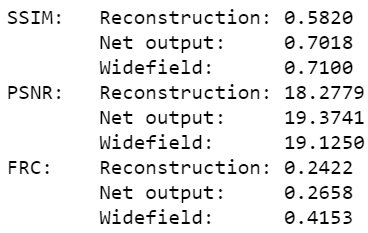 SSIM: Reconstruction: 0.5820
Net output: 0.7018
Widefield: 0.7100
PSNR: Reconstruction: 18.2779
Net output: 19.3741
Widefield: 19.1250
FRC: Reconstruction: 0.2422
Net output: 0.2658
Widefield: 0.4153